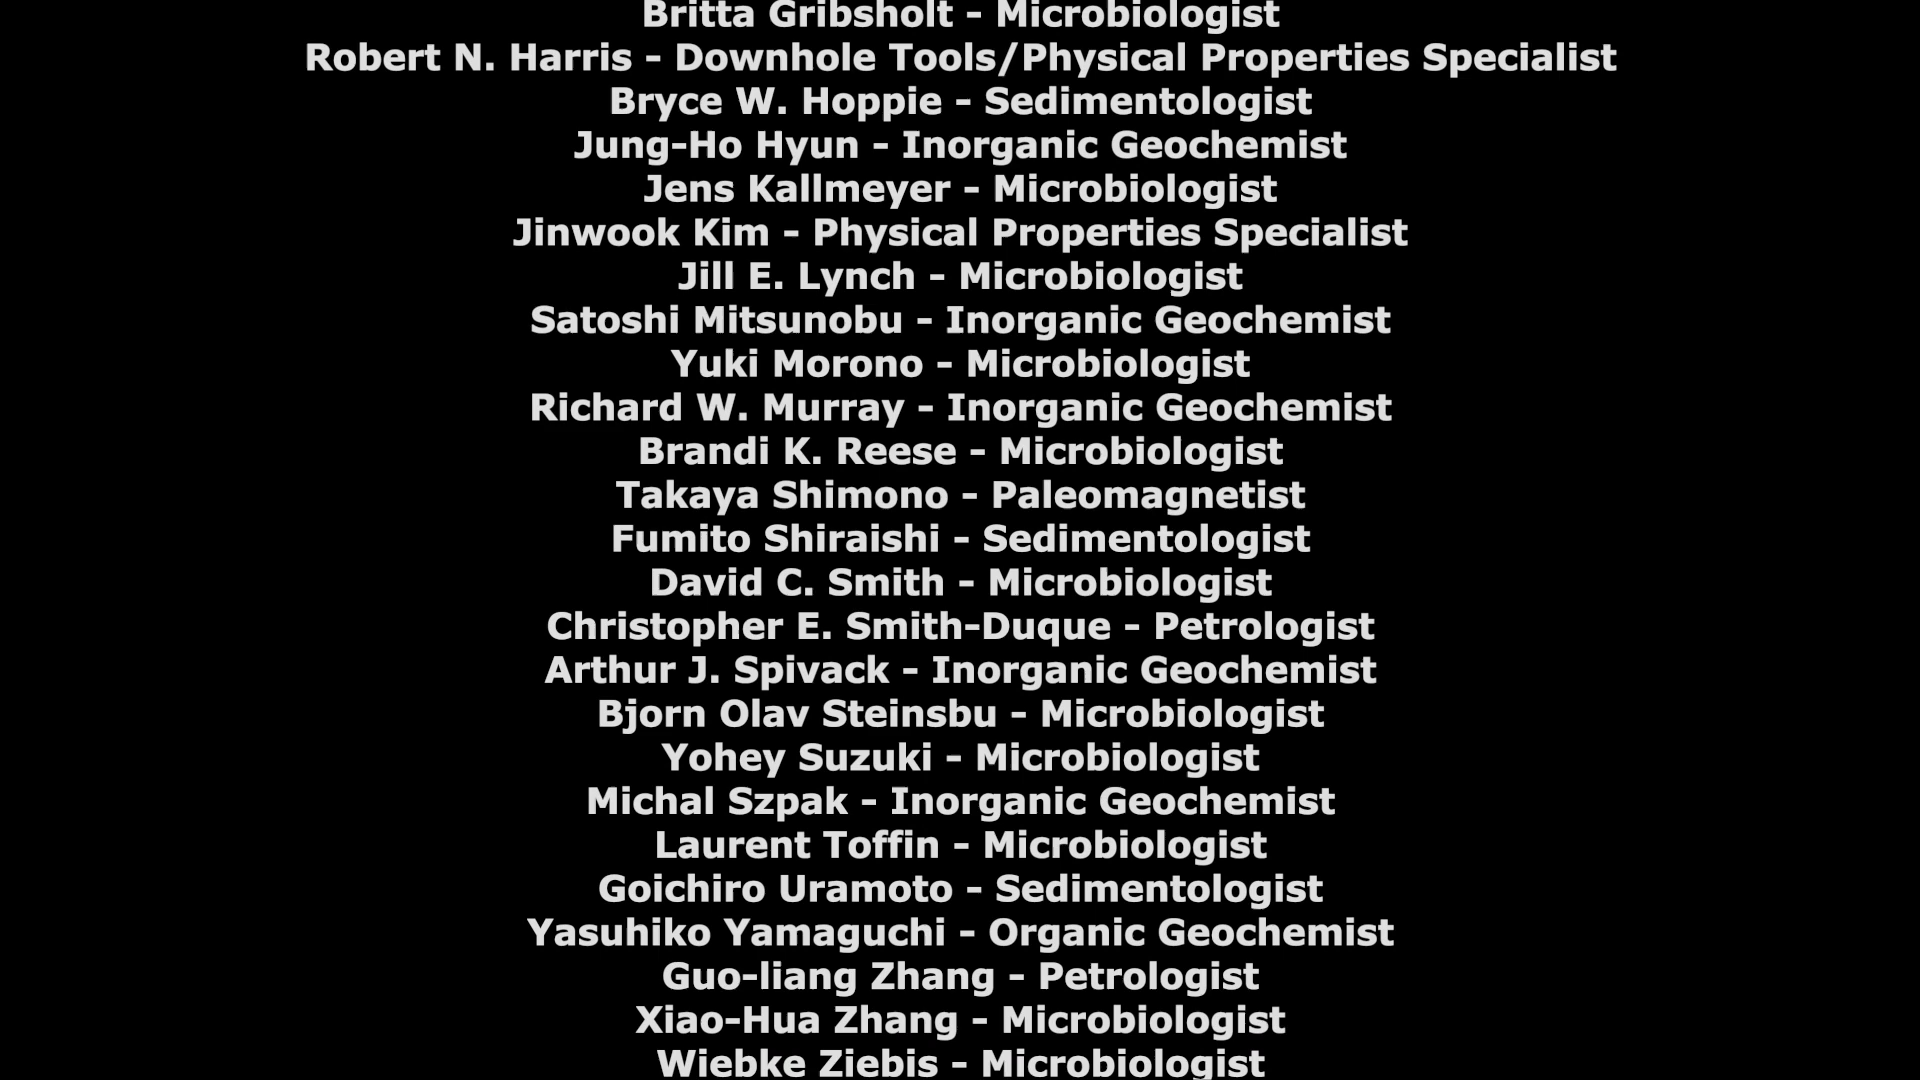 Britta Gribsholt - Microbiologist
Robert N. Harris - Downhole Tools/Physical Properties Specialist
Bryce W. Hoppie - Sedimentologist
Jung-Ho Hyun - Inorganic Geochemist
Jens Kallmeyer - Microbiologist
Jinwook Kim - Physical Properties Specialist
Jill E. Lynch - Microbiologist
Satoshi Mitsunobu - Inorganic Geochemist
Yuki Morono - Microbiologist
Richard W. Murray - Inorganic Geochemist
Brandi K. Reese - Microbiologist
Takaya Shimono - Paleomagnetist
Fumito Shiraishi - Sedimentologist
David C. Smith - Microbiologist
Christopher E. Smith-Duque - Petrologist
Arthur J. Spivack - Inorganic Geochemist
Bjorn Olav Steinsbu - Microbiologist
Yohey Suzuki - Microbiologist
Michal Szpak - Inorganic Geochemist
Laurent Toffin - Microbiologist
Goichiro Uramoto - Sedimentologist
Yasuhiko Yamaguchi - Organic Geochemist
Guo-liang Zhang - Petrologist
Xiao-Hua Zhang - Microbiologist
Wiebke Ziebis - Microbiologist